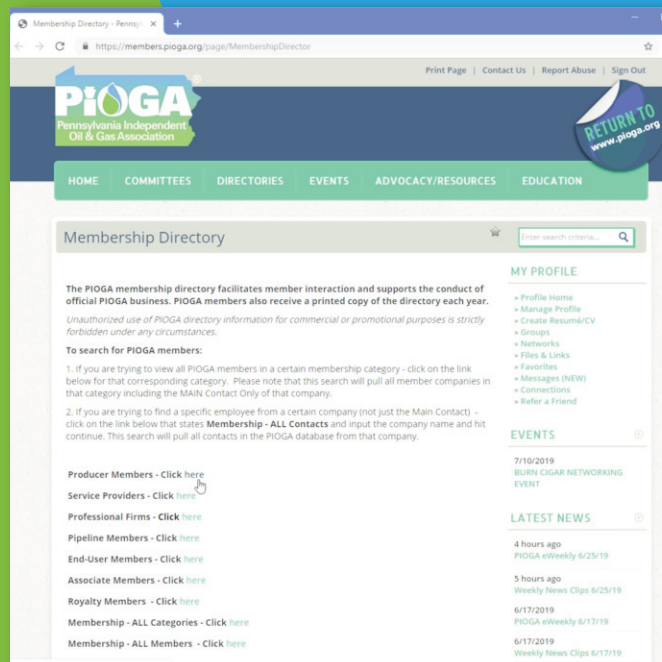 Membership Directory - Pennsyl
https://members.pioga.org/page/MembershipDirector
Print Page | Contact Us | Report Abuse | Sign Out
PIOGA
Pennsylvania Independent
Oil & Gas Association
RETURN TO
www.pioga.org
HOME COMMITTEES DIRECTORIES EVENTS ADVOCACY/RESOURCES EDUCATION
Membership Directory
Enter search criteria...
The PIOGA membership directory facilitates member interaction and supports the conduct of
official PIOGA business. PIOGA members also receive a printed copy of the directory each year.
Unauthorized use of PIOGA directory information for commercial or promotional purposes is strictly
forbidden under any circumstances.
To search for PIOGA members:
1. If you are trying to view all PIOGA members in a certain membership category - click on the link
below for that corresponding category. Please note that this search will pull all member companies in
that category including the MAIN Contact Only of that company.
2. If you are trying to find a specific employee from a certain company (not just the Main Contact) -
click on the link below that states Membership - ALL Contacts and input the company name and hit
continue. This search will pull all contacts in the PIOGA database from that company.
Producer Members - Click here
Service Providers - Click here
Professional Firms - Click here
Pipeline Members - Click here
End-User Members - Click here
Associate Members - Click here
Royalty Members - Click here
Membership - ALL Categories - Click here
Membership - ALL Members - Click here
MY PROFILE
» Profile Home
» Manage Profile
» Create Resumé/CV
» Groups
» Networks
» Files & Links
» Favorites
» Messages (NEW)
» Connections
» Refer a Friend
EVENTS
7/10/2019
BURN CIGAR NETWORKING
EVENT
LATEST NEWS
4 hours ago
PIOGA eWeekly 6/25/19
5 hours ago
Weekly News Clips 6/25/19
6/17/2019
PIOGA eWeekly 6/17/19
6/17/2019
Weekly News Clips 6/17/19